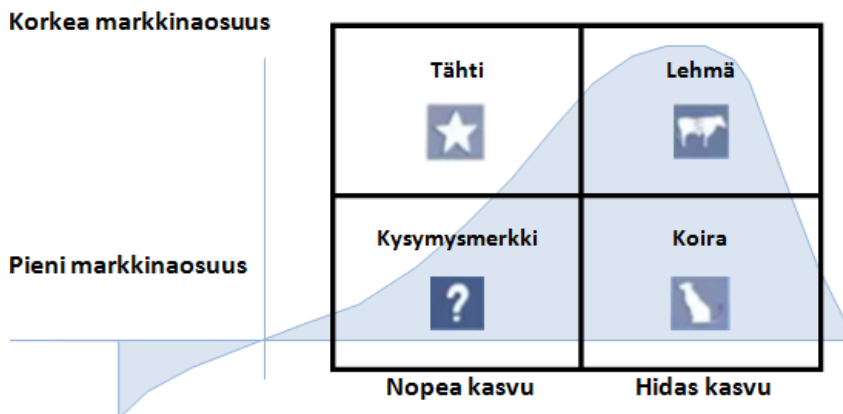 Korkea markkinaosuus
Tähti
Lehmä
Kysymysmerkki
Koira
Pieni markkinaosuus
?
Nopea kasvu
Hidas kasvu